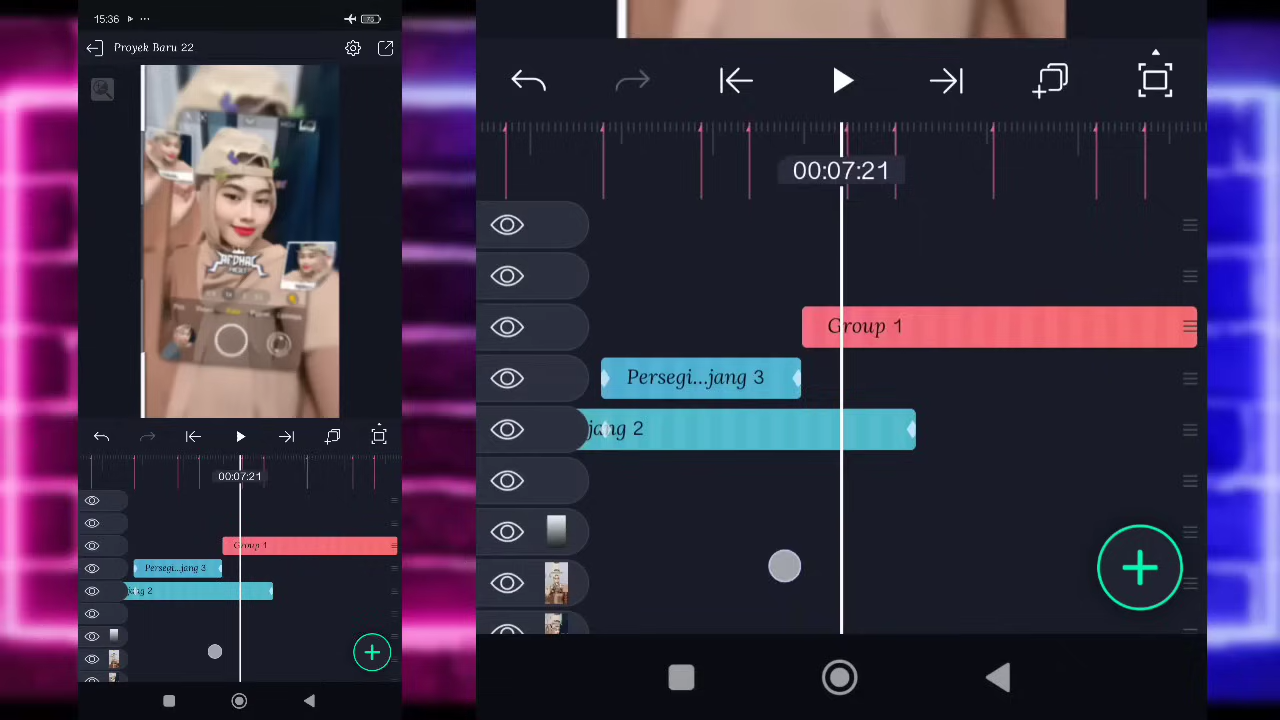 15:36
75
Proyek Baru 22
00:07:21
Group 1
Persegi...jang 3
jang 2
00:07:21
Group 1
Persegi...jang 3
jang 2